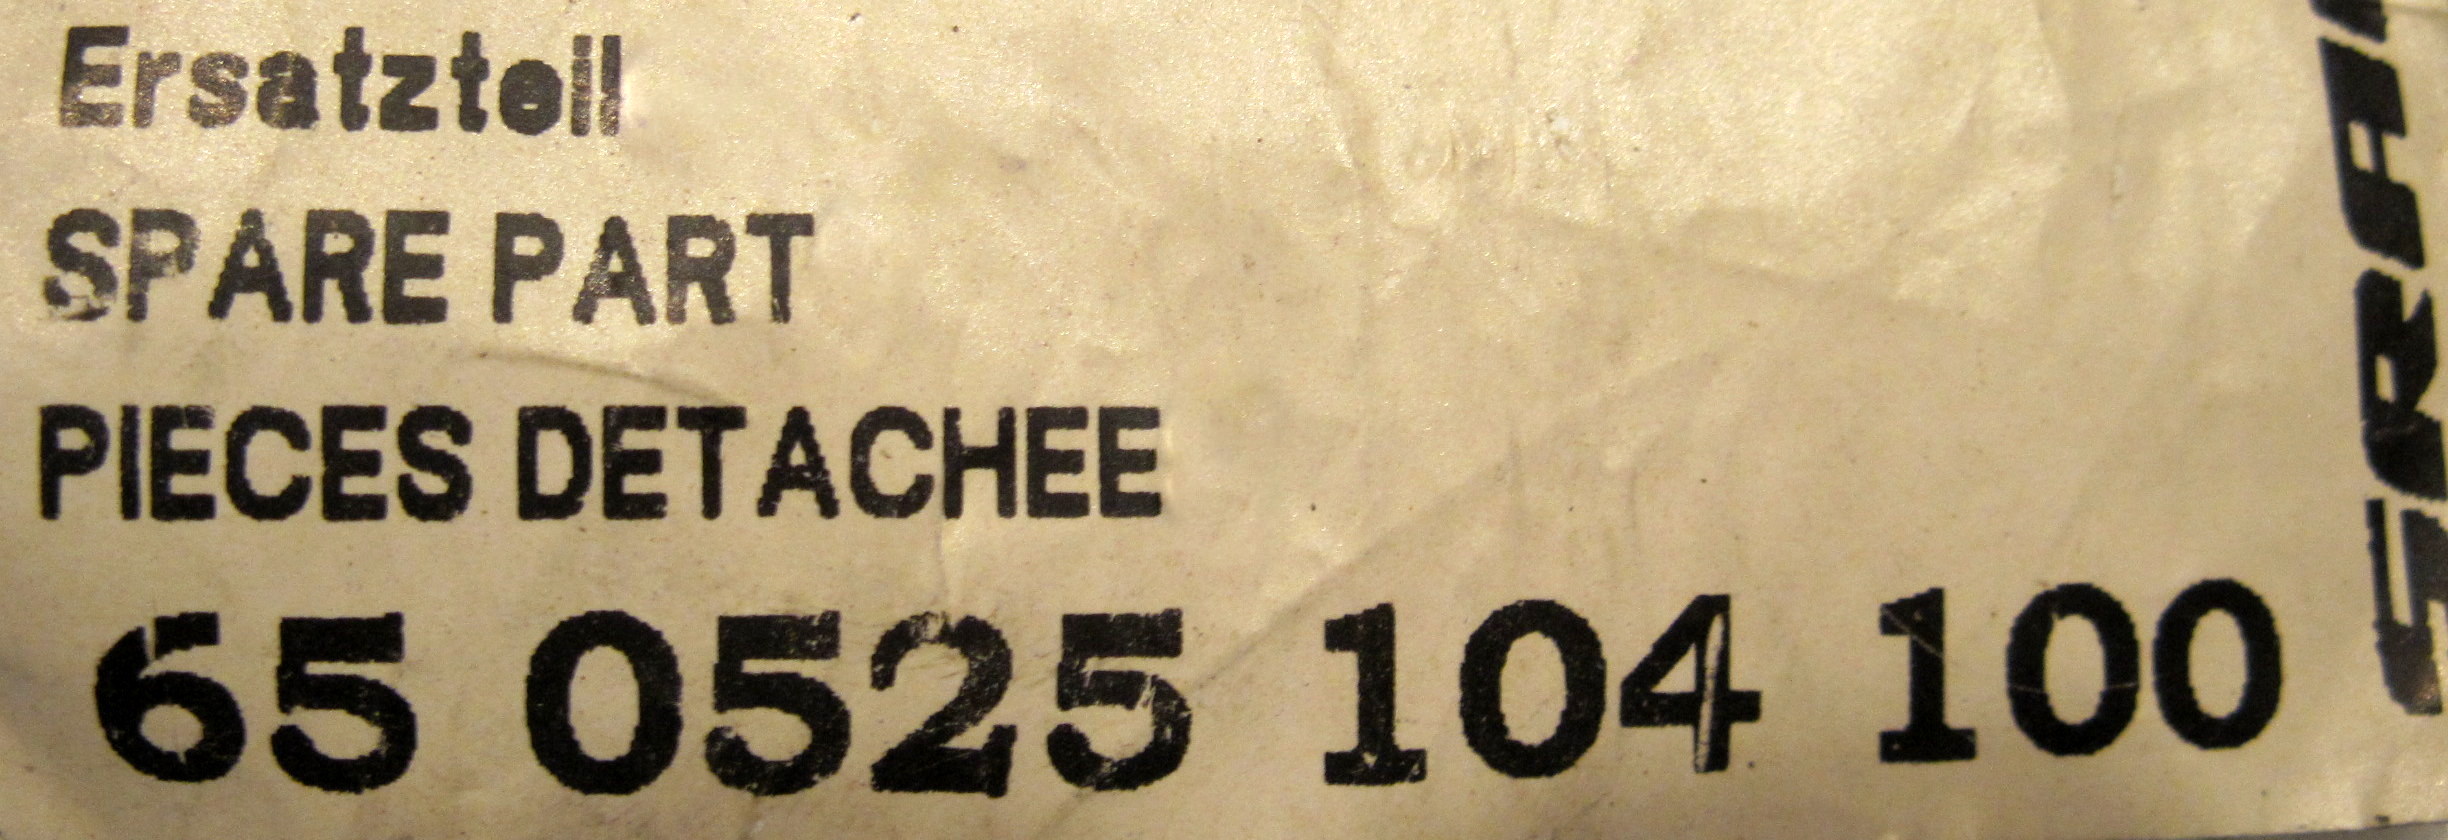 Ersatzteil
SPARE PART
PIECES DETACHEE
65 0525 104 100